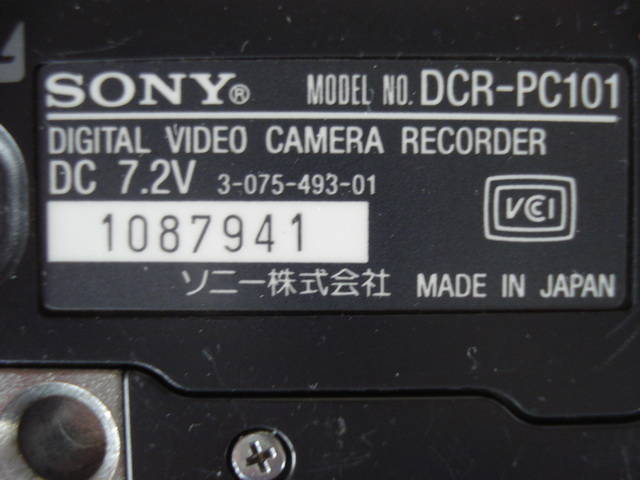 SONY® MODEL NO. DCR-PC101
DIGITAL VIDEO CAMERA RECORDER
DC 7.2V 3-075-493-01
1087941
VCCI
ソニー株式会社 MADE IN JAPAN